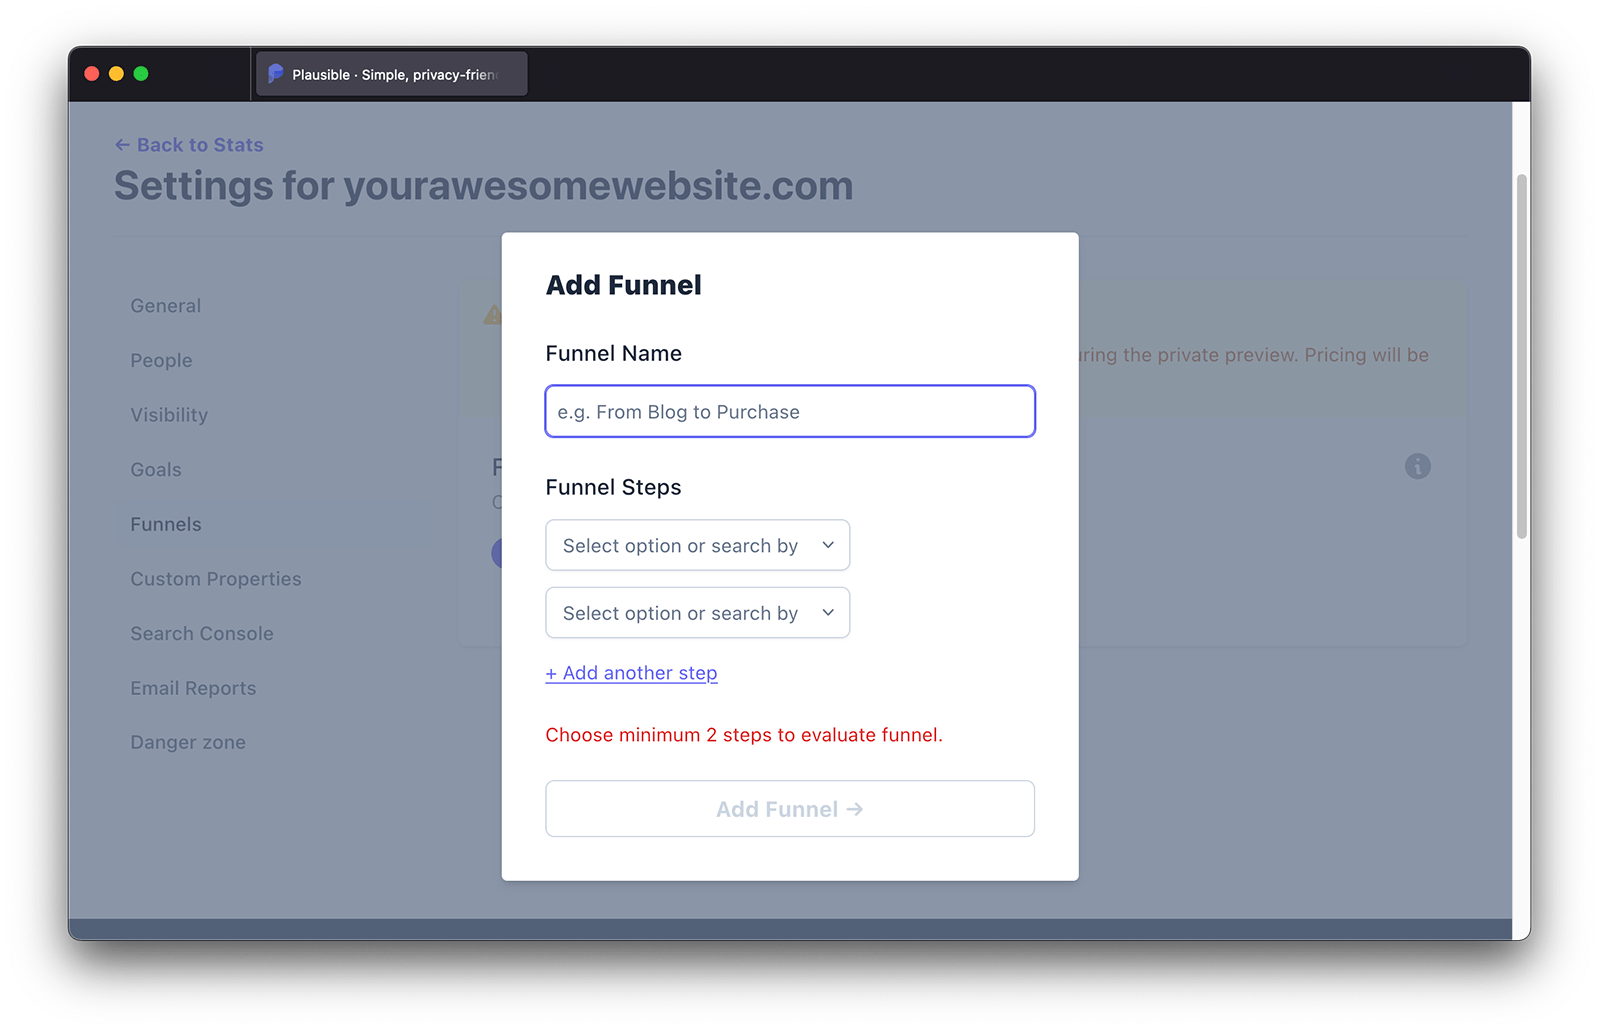 Plausible · Simple, privacy-frien
← Back to Stats
Settings for yourawesomewebsite.com
General
People
Visibility
Goals
Funnels
Custom Properties
Search Console
Email Reports
Danger zone
the private preview. Pricing will be
Add Funnel
Funnel Name
e.g. From Blog to Purchase
Funnel Steps
Select option or search by
Select option or search by
+ Add another step
Choose minimum 2 steps to evaluate funnel.
Add Funnel →